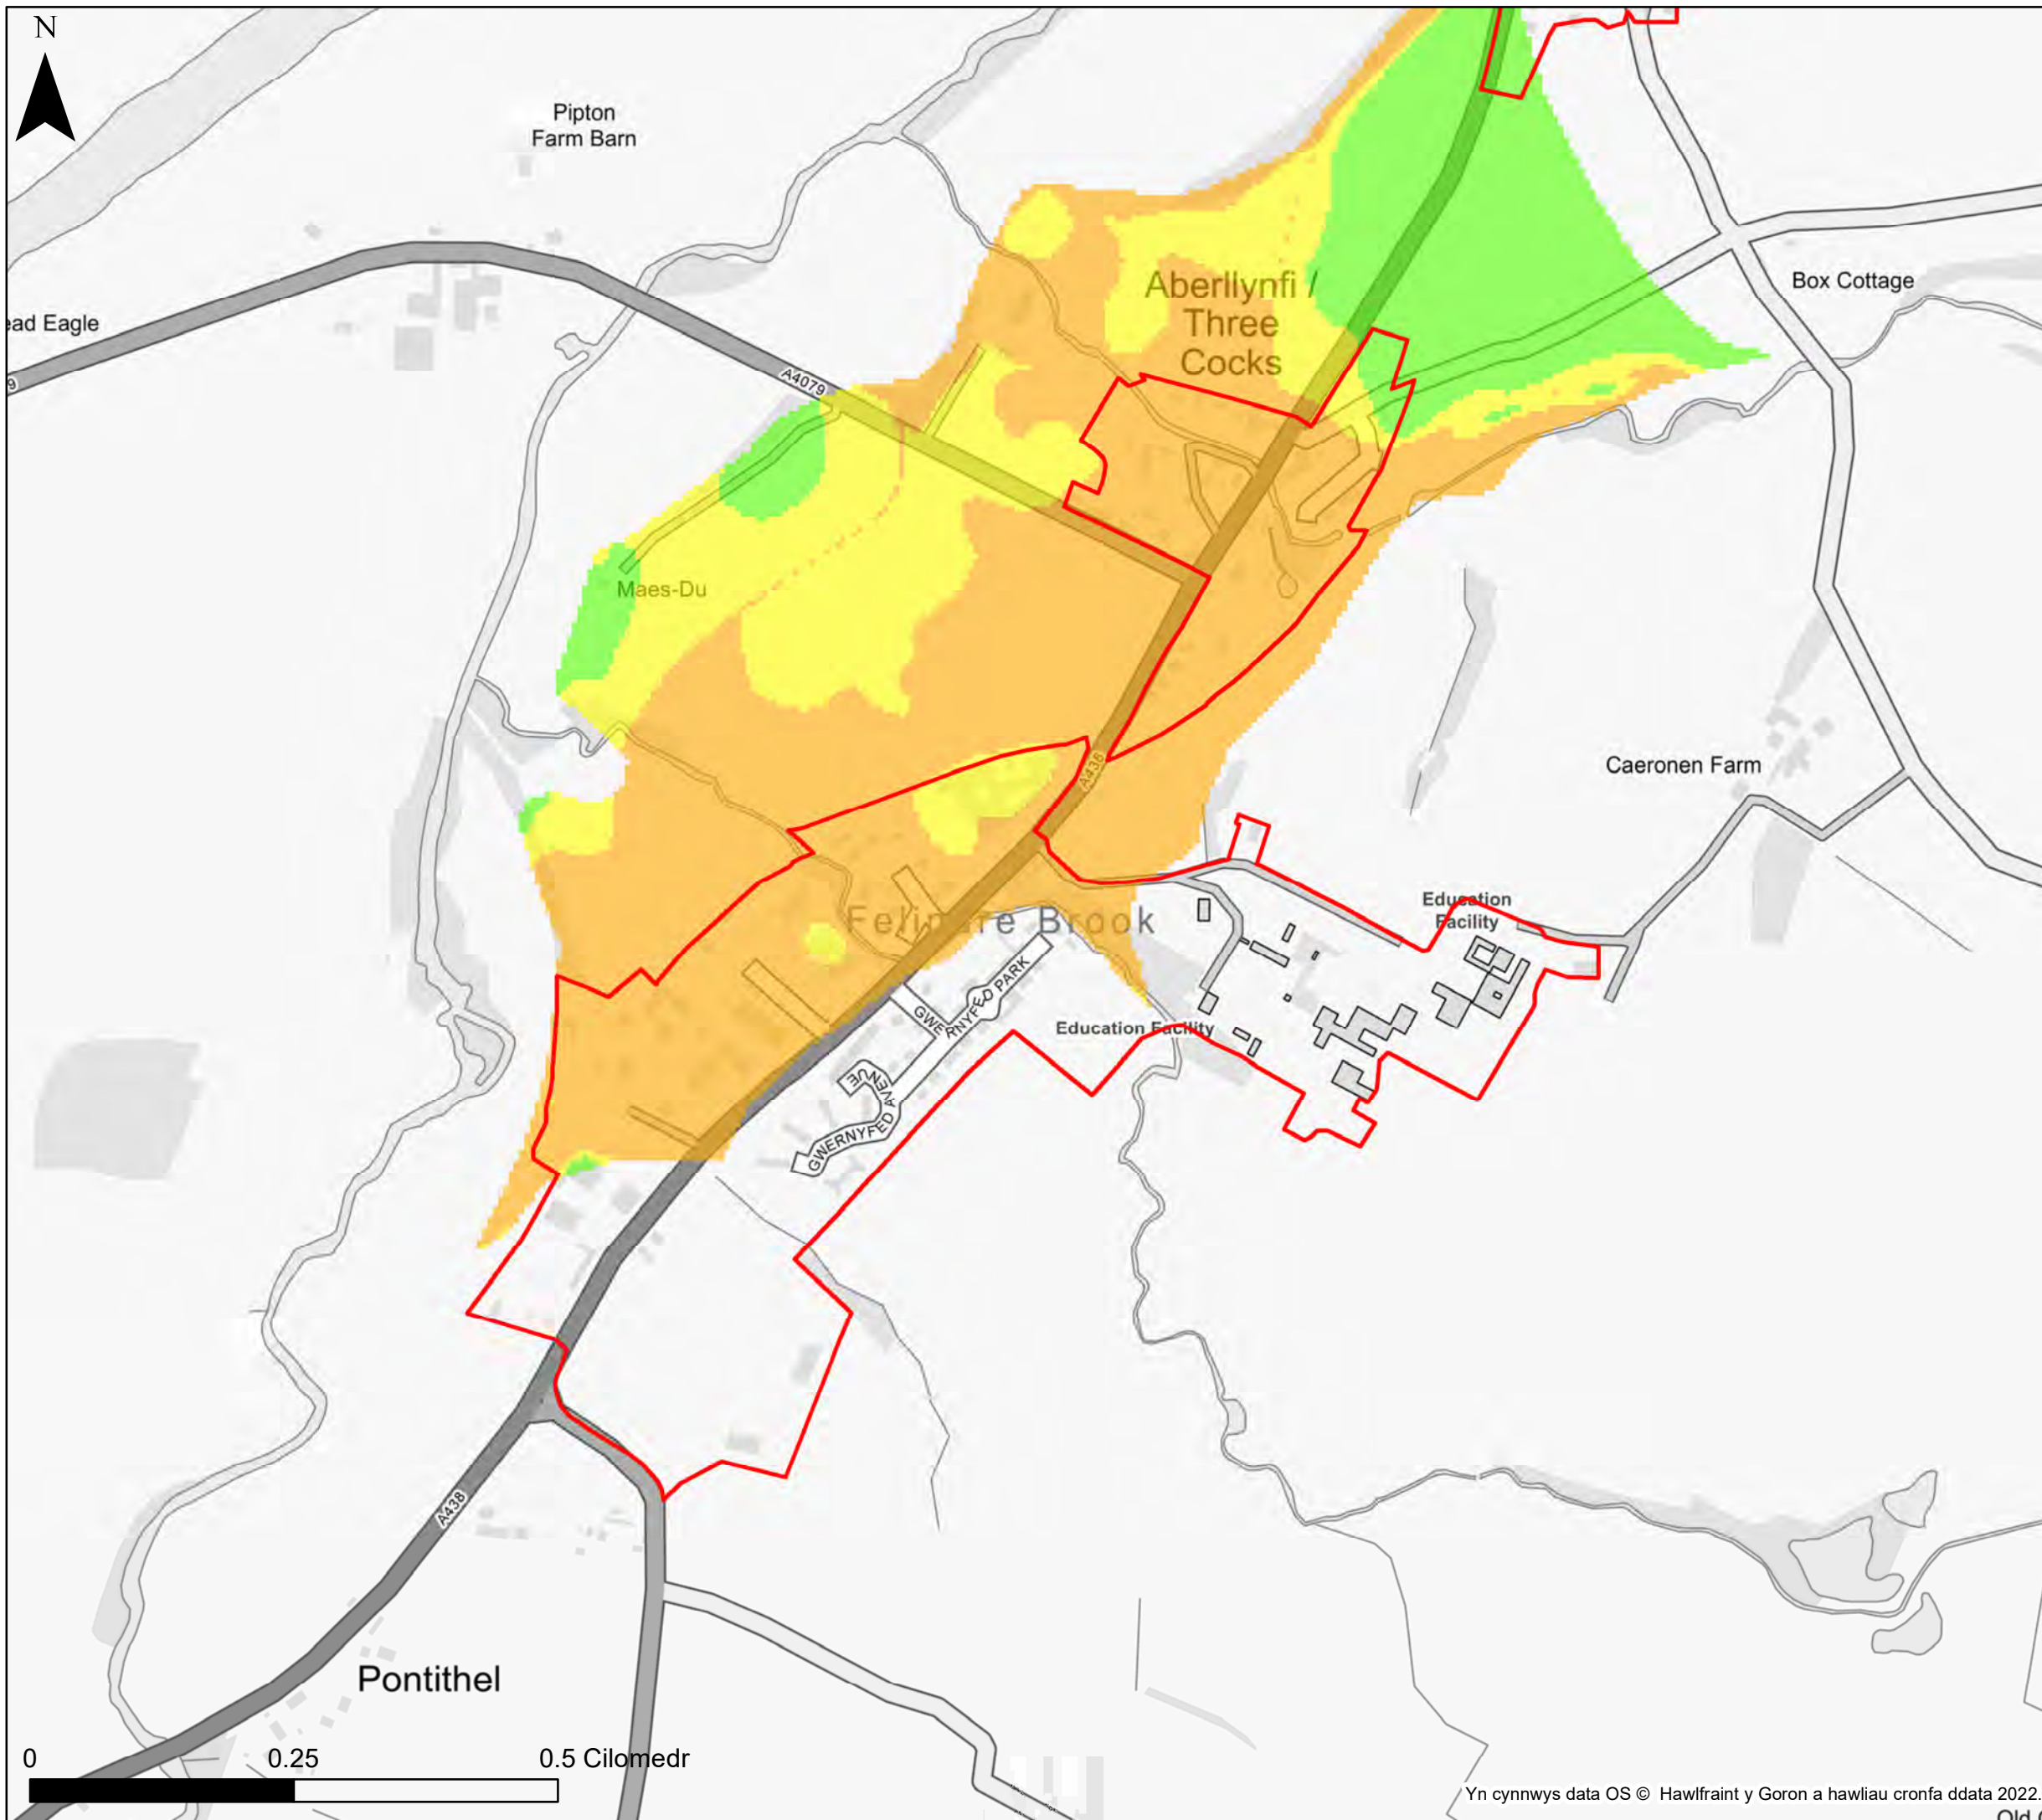 N
Pipton
Farm Barn
ead Eagle
9
A4079
Aberllynfi /
Three
Cocks
Box Cottage
Maes-Du
A438
Caeronen Farm
Education
Facility
Felindre Brook
GWERNYFED PARK
Education Facility
GWERNYFED AVENUE
A438
Pontithel
0 0.25 0.5 Cilomedr
Yn cynnwys data OS © Hawlfraint y Goron a hawliau cronfa ddata 2022